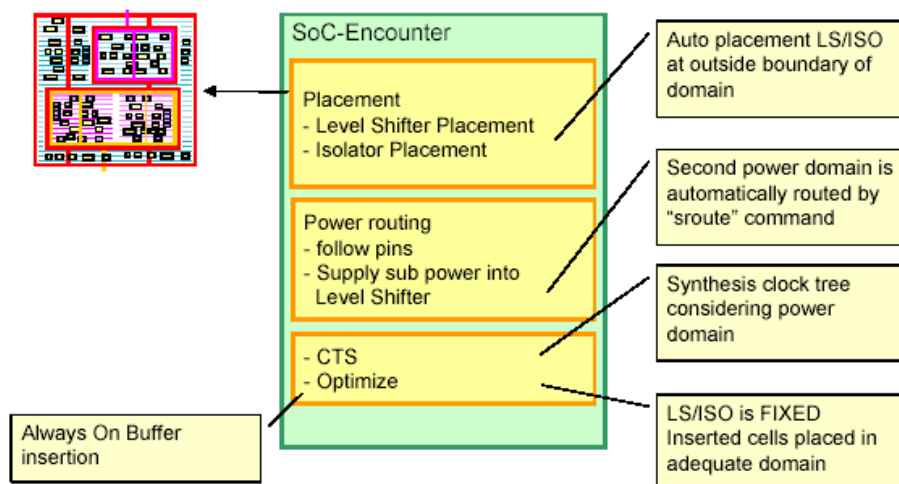 SoC-Encounter
Placement
- Level Shifter Placement
- Isolator Placement
Power routing
- follow pins
- Supply sub power into
Level Shifter
- CTS
- Optimize
Auto placement LS/ISO
at outside boundary of
domain
Second power domain is
automatically routed by
“sroute” command
Synthesis clock tree
considering power
domain
LS/ISO is FIXED
Inserted cells placed in
adequate domain
Always On Buffer
insertion